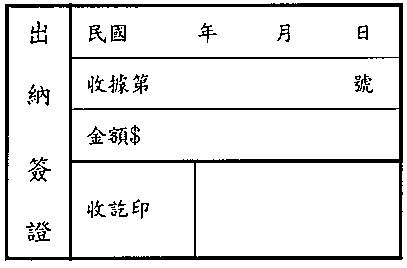 出納簽證
民國 年 月 日
收據第 號
金額$
收訖印